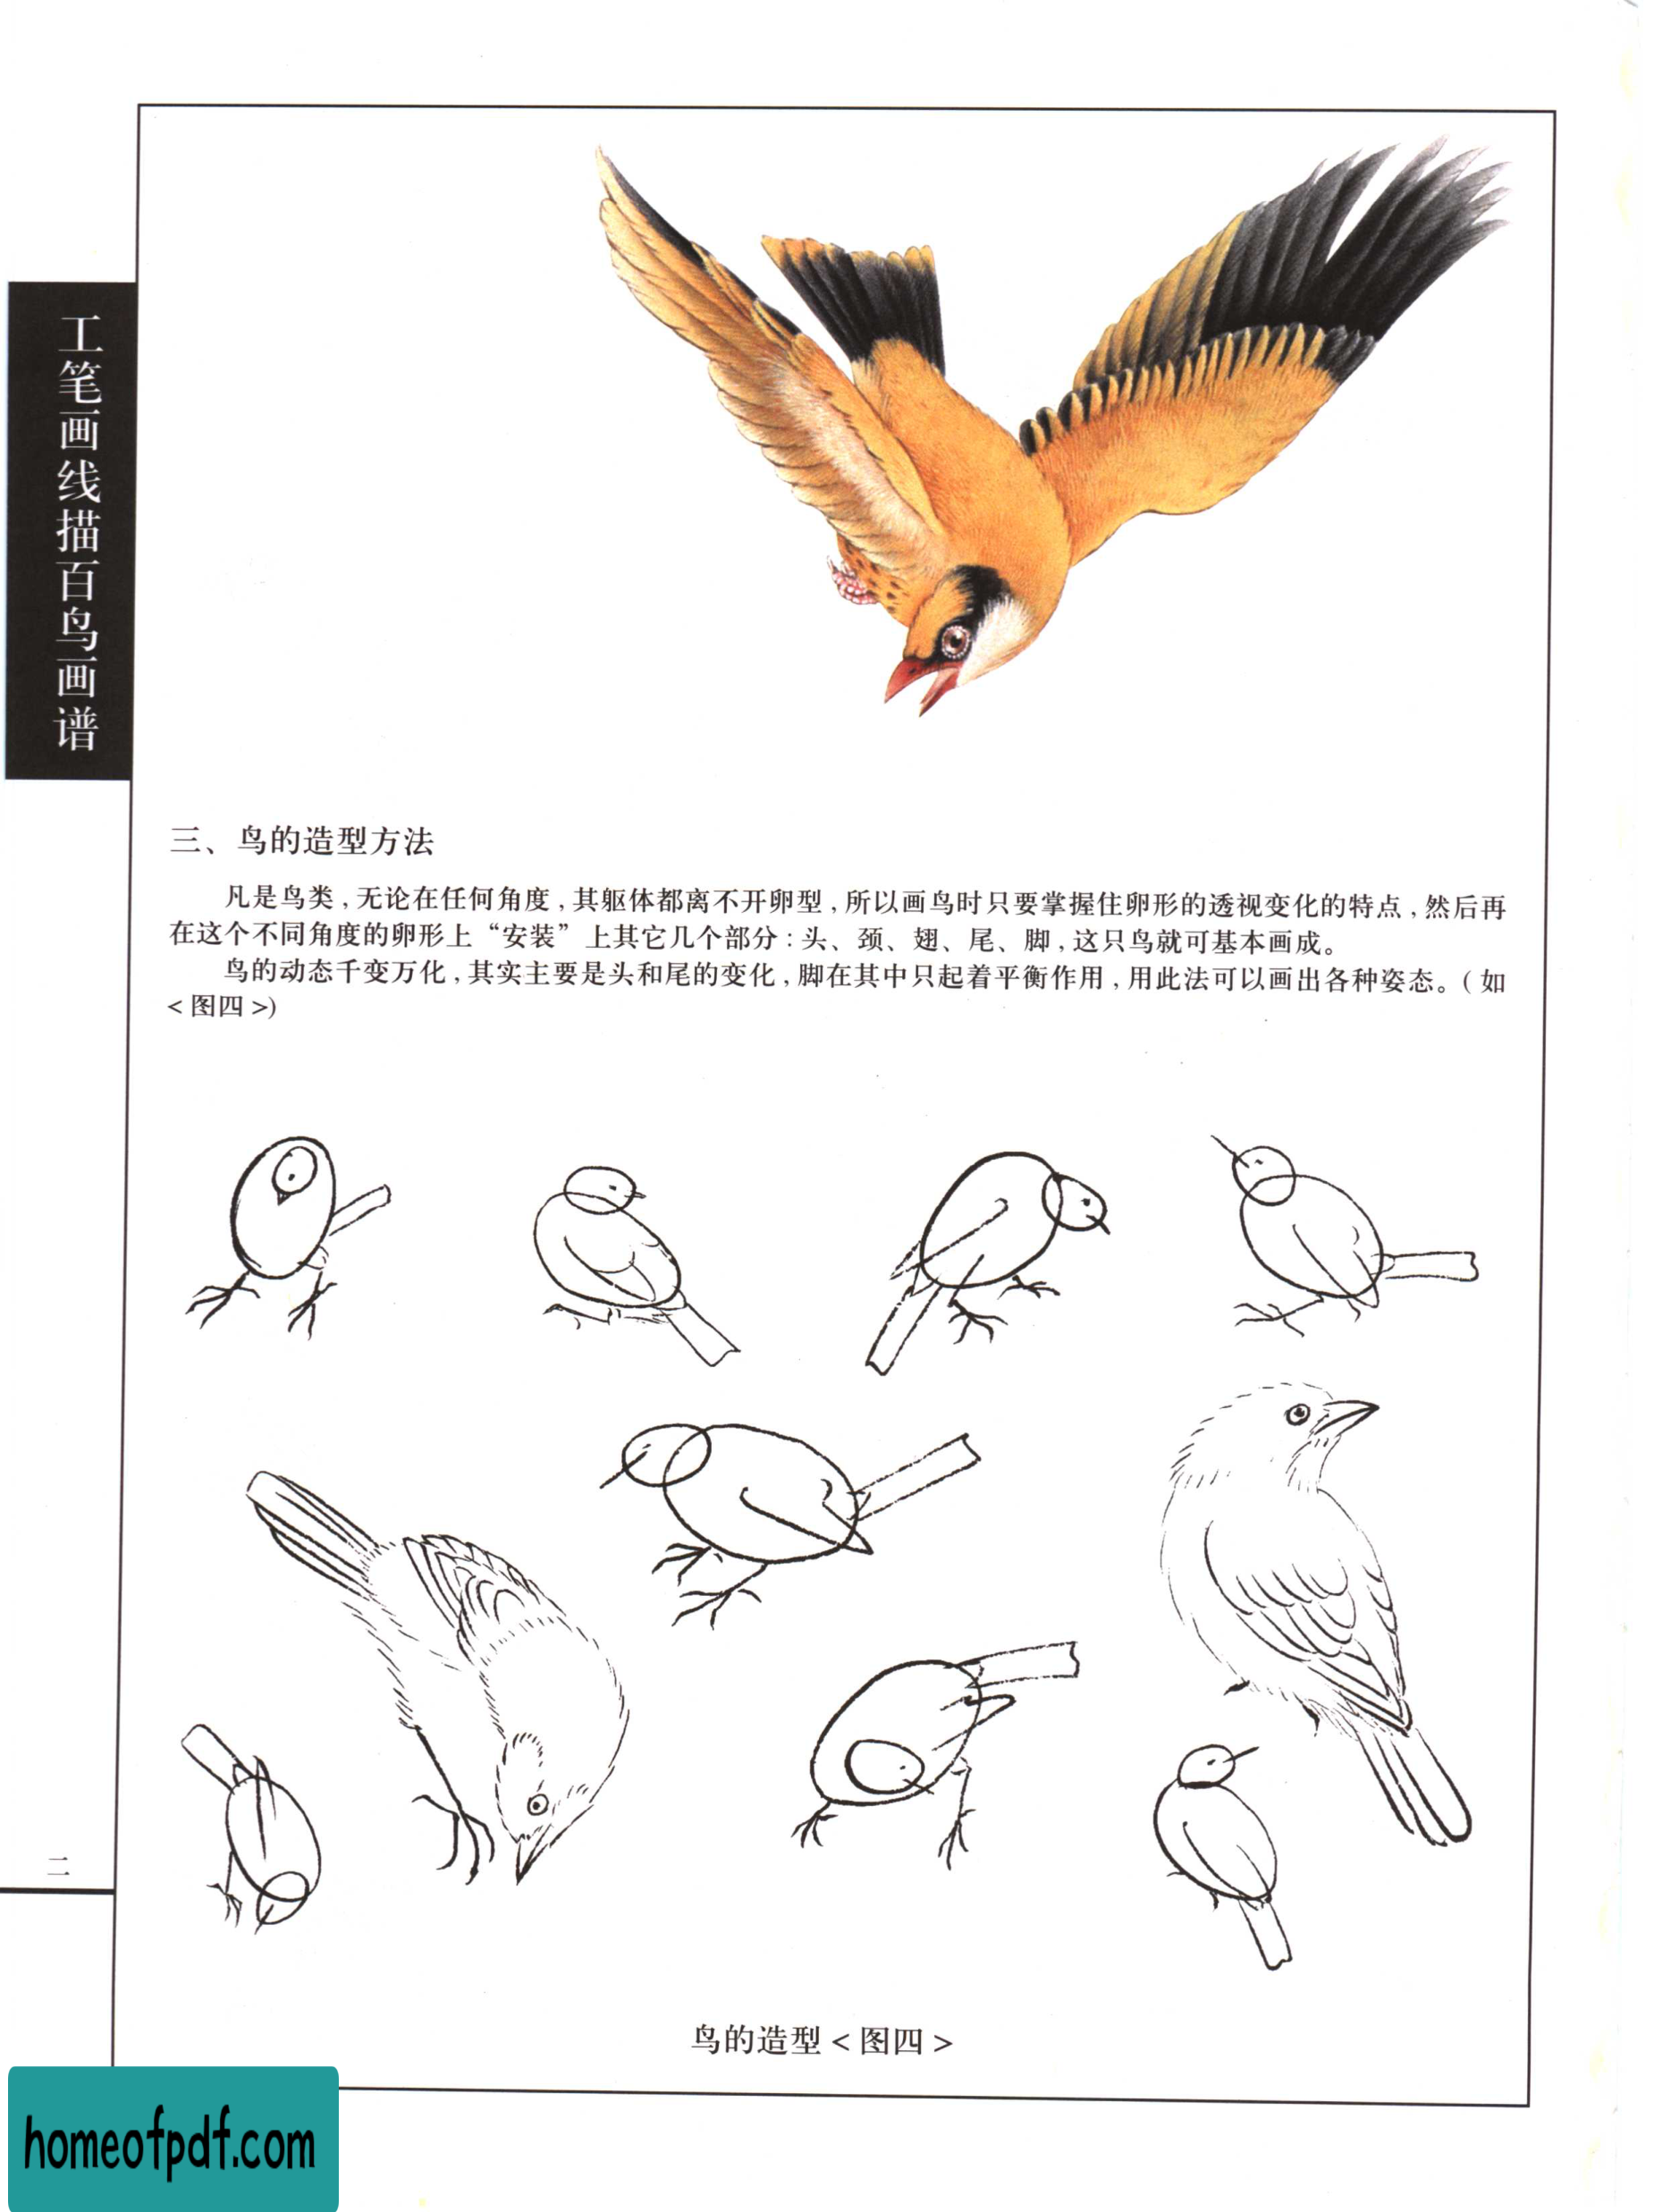 工笔画线描百鸟画谱
三、鸟的造型方法
凡是鸟类，无论在任何角度，其躯体都离不开卵型，所以画鸟时只要掌握住卵形的透视变化的特点，然后再
在这个不同角度的卵形上“安装”上其它几个部分：头、颈、翅、尾、脚，这只鸟就可基本画成。
鸟的动态千变万化，其实主要是头和尾的变化，脚在其中只起着平衡作用，用此法可以画出各种姿态。(如
<图四>)
二
鸟的造型<图四>
homeofpdf.com